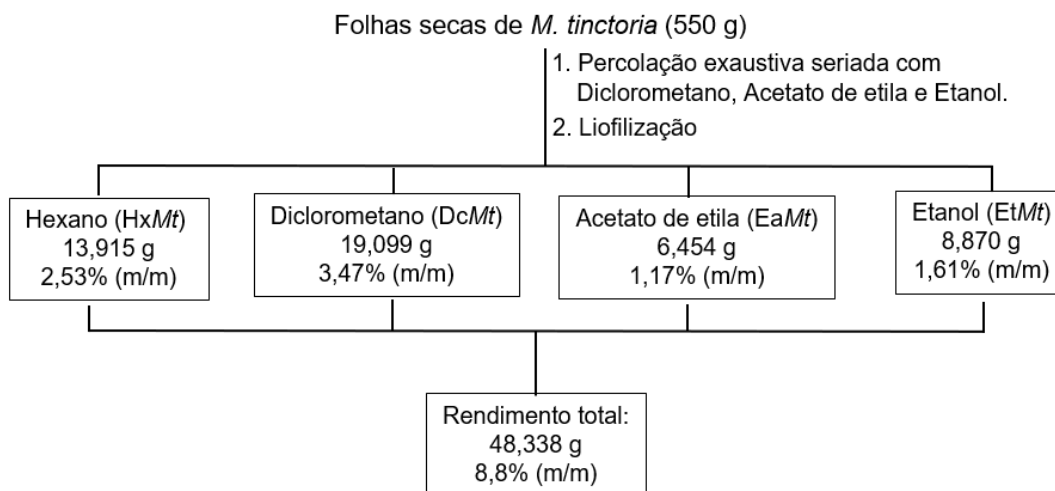 Folhas secas de M. tinctoria (550 g)
1. Percolação exaustiva seriada com
Diclorometano, Acetato de etila e Etanol.
2. Liofilização
Hexano (HxMt)
13,915 g
2,53% (m/m)
Diclorometano (DcMt)
19,099 g
3,47% (m/m)
Acetato de etila (EaMt)
6,454 g
1,17% (m/m)
Etanol (EtMt)
8,870 g
1,61% (m/m)
Rendimento total:
48,338 g
8,8% (m/m)